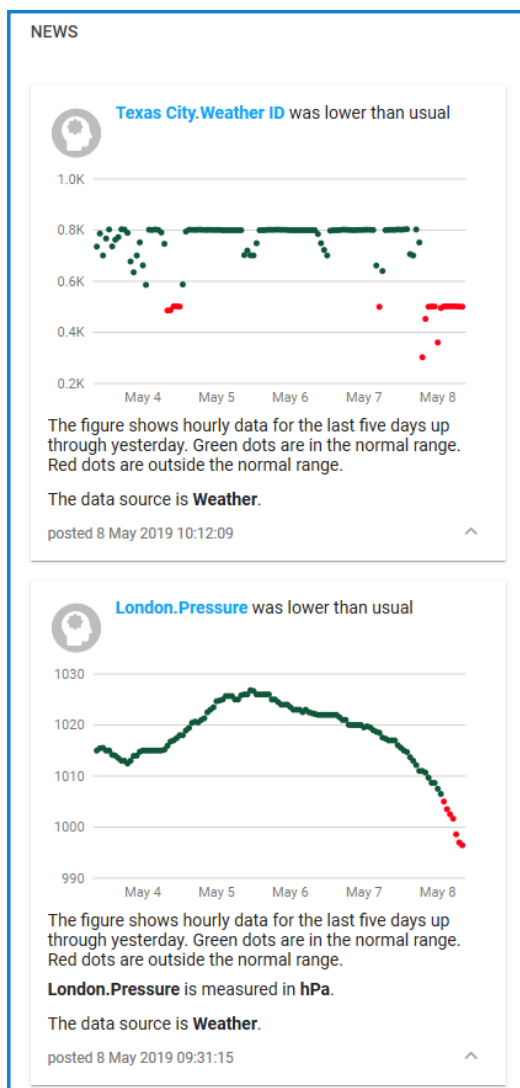 NEWS
Texas City.Weather ID was lower than usual
1.0K
0.8K
0.6K
0.4K
0.2K
May 4 May 5 May 6 May 7 May 8
The figure shows hourly data for the last five days up
through yesterday. Green dots are in the normal range.
Red dots are outside the normal range.
The data source is Weather.
posted 8 May 2019 10:12:09
London.Pressure was lower than usual
1030
1020
1010
1000
990
May 4 May 5 May 6 May 7 May 8
The figure shows hourly data for the last five days up
through yesterday. Green dots are in the normal range.
Red dots are outside the normal range.
London.Pressure is measured in hPa.
The data source is Weather.
posted 8 May 2019 09:31:15